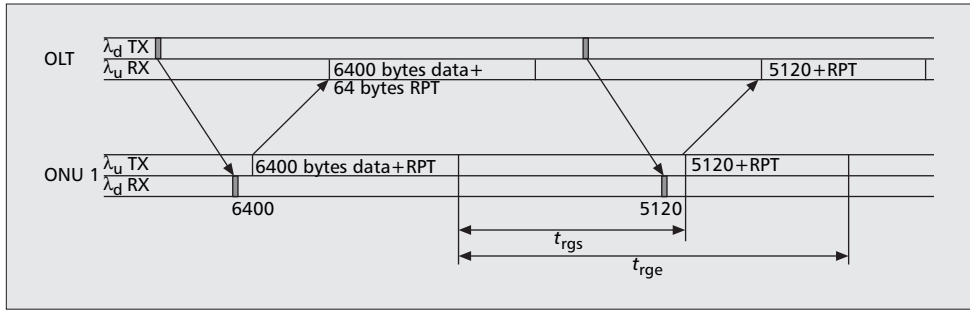 OLT
λd TX
λu RX
6400 bytes data+
64 bytes RPT
5120+RPT
ONU 1
λu TX
λd RX
6400 bytes data+RPT
5120+RPT
6400
5120
trgs
trge